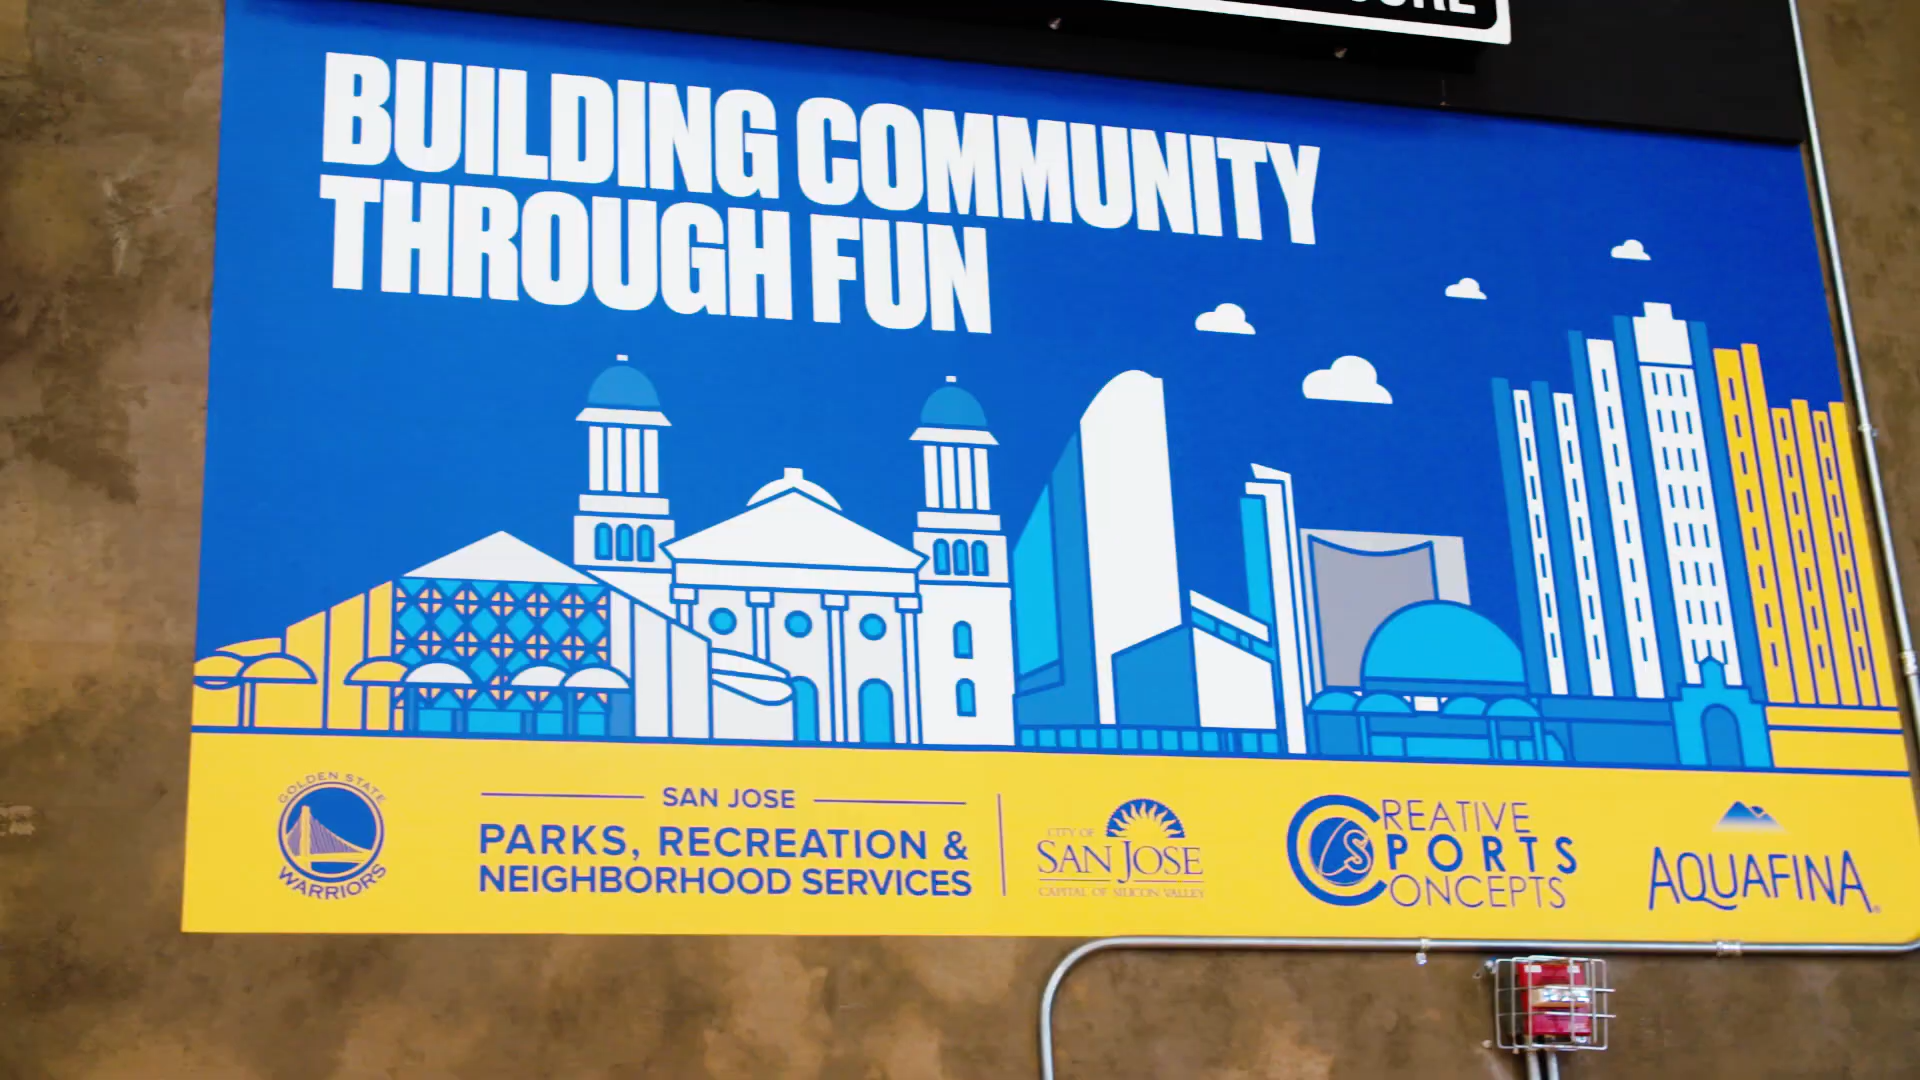 BUILDING COMMUNITY
THROUGH FUN
GOLDEN STATE
WARRIORS
SAN JOSE
PARKS, RECREATION &
NEIGHBORHOOD SERVICES
CITY OF
SAN JOSE
CAPITAL OF SILICON VALLEY
CREATIVE
SPORTS
CONCEPTS
AQUAFINA